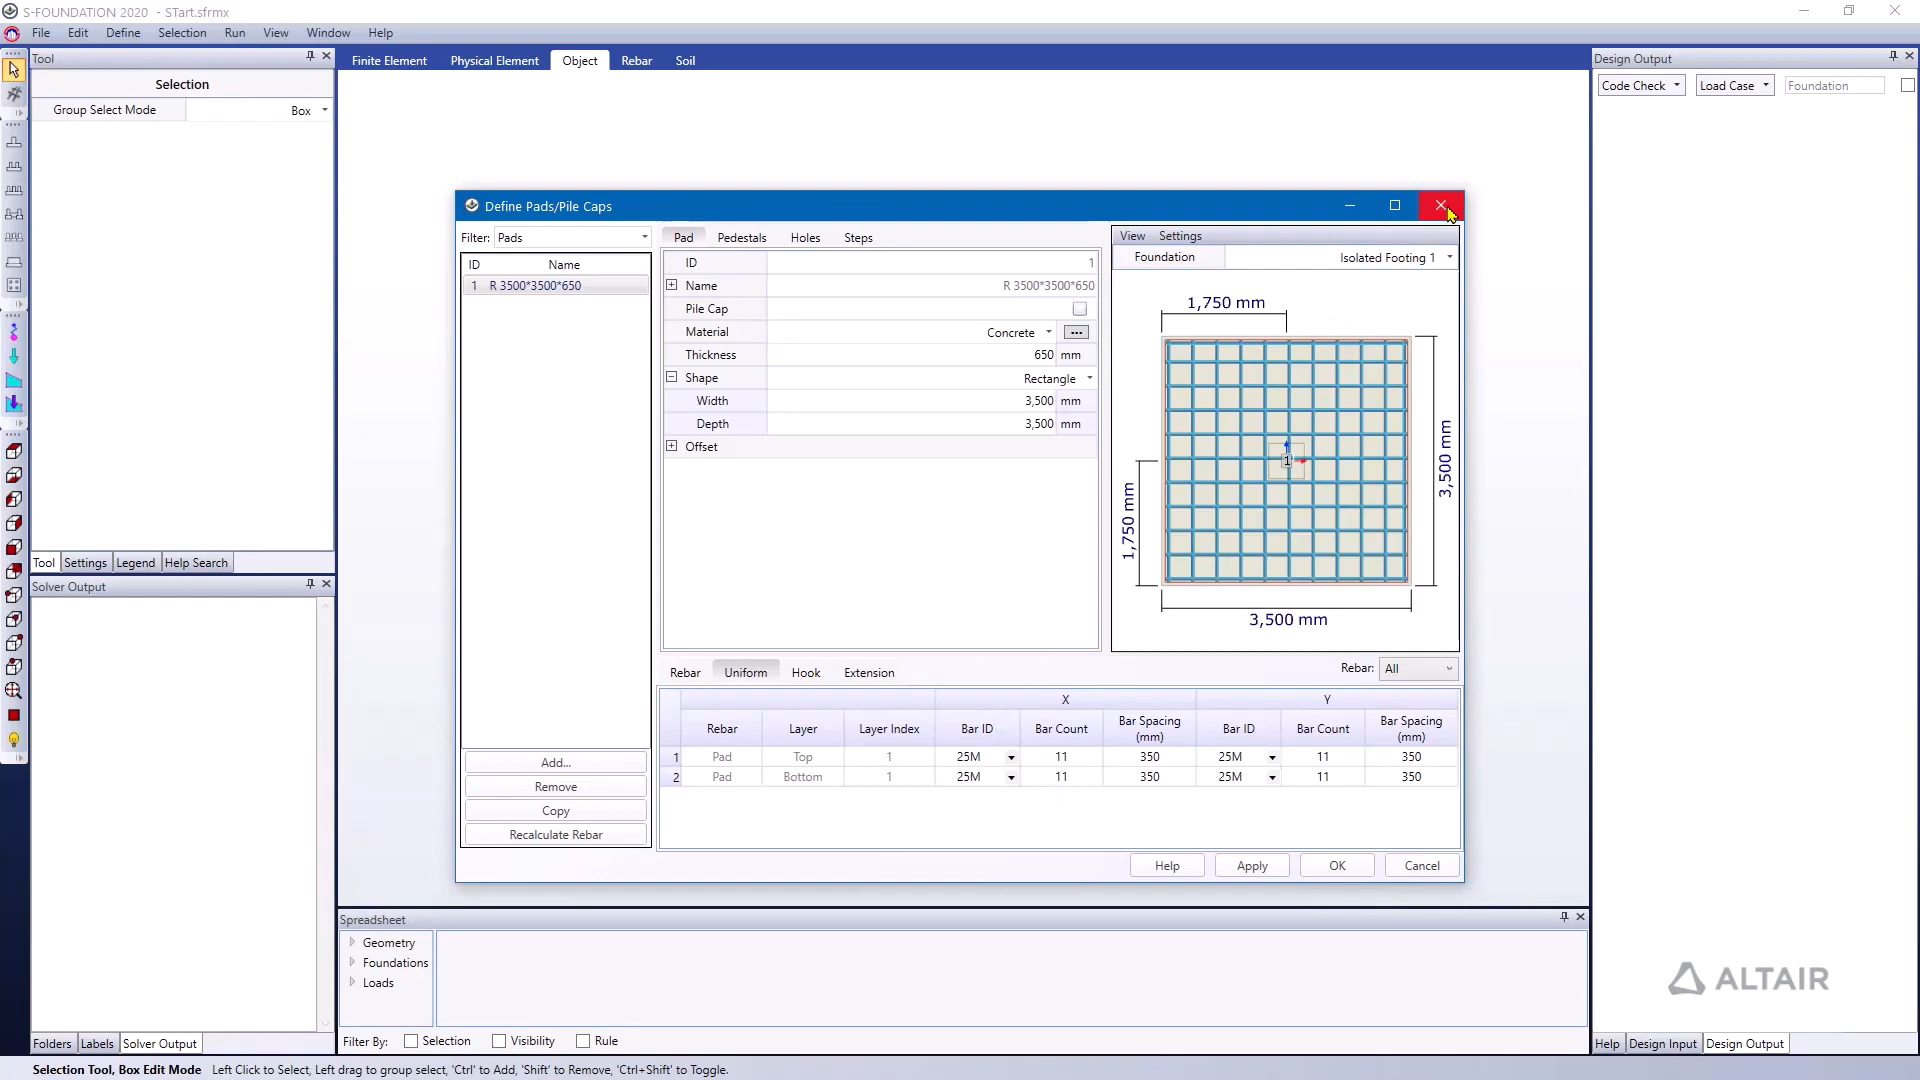 S-FOUNDATION 2020 - STart.sfrmx
File Edit Define Selection Run View Window Help
Tool
Selection
Group Select Mode Box
Finite Element Physical Element Object Rebar Soil
Design Output
Code Check Load Case Foundation
Define Pads/Pile Caps
Filter: Pads
ID Name
1 R 3500*3500*650
Pad Pedestals Holes Steps
ID 1
Name R 3500*3500*650
Pile Cap
Material Concrete ...
Thickness 650 mm
Shape Rectangle
Width 3,500 mm
Depth 3,500 mm
Offset
View Settings
Foundation Isolated Footing 1
1,750 mm
1
3,500 mm
1,750 mm
3,500 mm
Add...
Remove
Copy
Recalculate Rebar
Rebar Uniform Hook Extension
Rebar: All
X Y
Rebar Layer Layer Index Bar ID Bar Count Bar Spacing (mm) Bar ID Bar Count Bar Spacing (mm)
1 Pad Top 1 25M 11 350 25M 11 350
2 Pad Bottom 1 25M 11 350 25M 11 350
Help Apply OK Cancel
Tool Settings Legend Help Search
Solver Output
Folders Labels Solver Output
Spreadsheet
Geometry
Foundations
Loads
Filter By: Selection Visibility Rule
ALTAIR
Help Design Input Design Output
Selection Tool, Box Edit Mode Left Click to Select, Left drag to group select, 'Ctrl' to Add, 'Shift' to Remove, 'Ctrl+Shift' to Toggle.